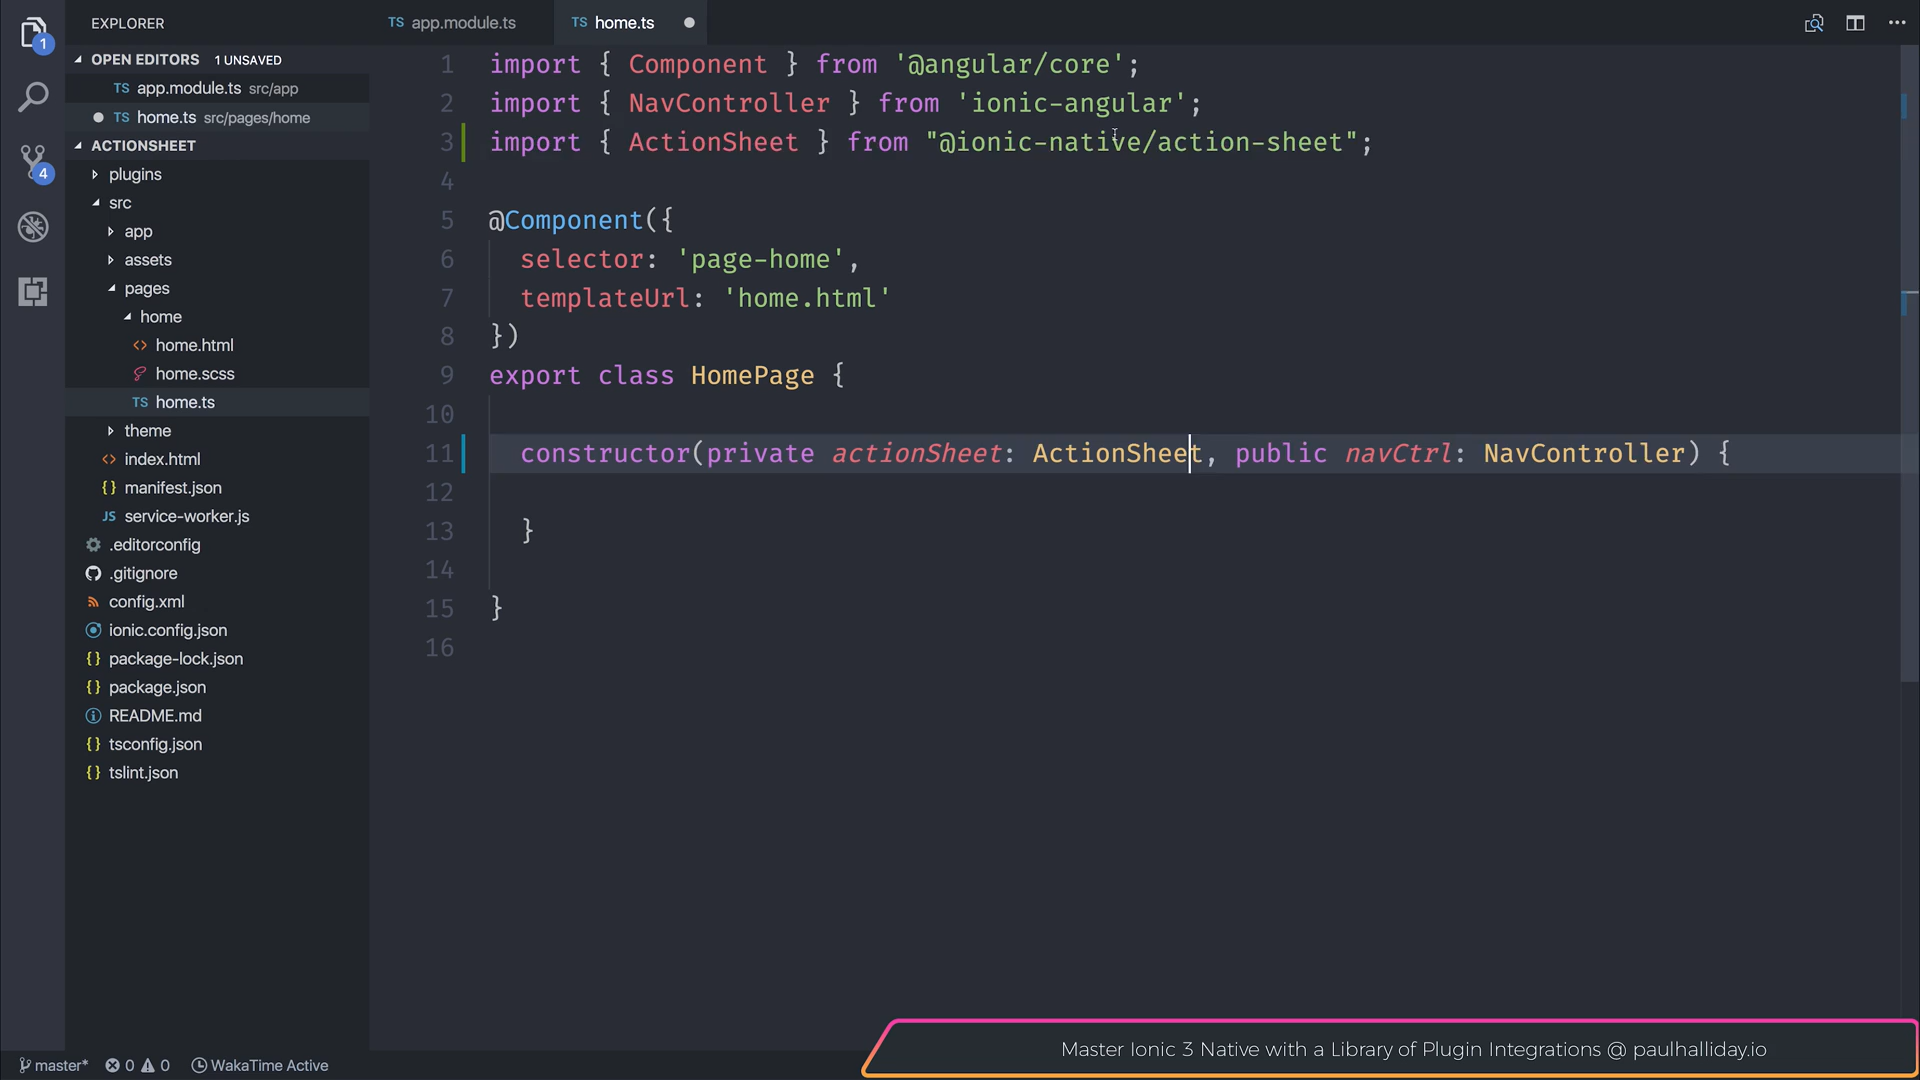 EXPLORER
OPEN EDITORS 1 UNSAVED
TS app.module.ts src/app
TS home.ts src/pages/home
ACTIONSHEET
plugins
src
app
assets
pages
home
<> home.html
home.scss
TS home.ts
theme
<> index.html
{} manifest.json
JS service-worker.js
.editorconfig
.gitignore
config.xml
ionic.config.json
{} package-lock.json
{} package.json
README.md
{} tsconfig.json
{} tslint.json
1
4
TS app.module.ts
TS home.ts
1 import { Component } from '@angular/core';
2 import { NavController } from 'ionic-angular';
3 import { ActionSheet } from "@ionic-native/action-sheet";
4
5 @Component({
6 selector: 'page-home',
7 templateUrl: 'home.html'
8 })
9 export class HomePage {
10
11 constructor(private actionSheet: ActionSheet, public navCtrl: NavController) {
12
13 }
14
15 }
16
master* 0 0 WakaTime Active
Master Ionic 3 Native with a Library of Plugin Integrations @ paulhalliday.io